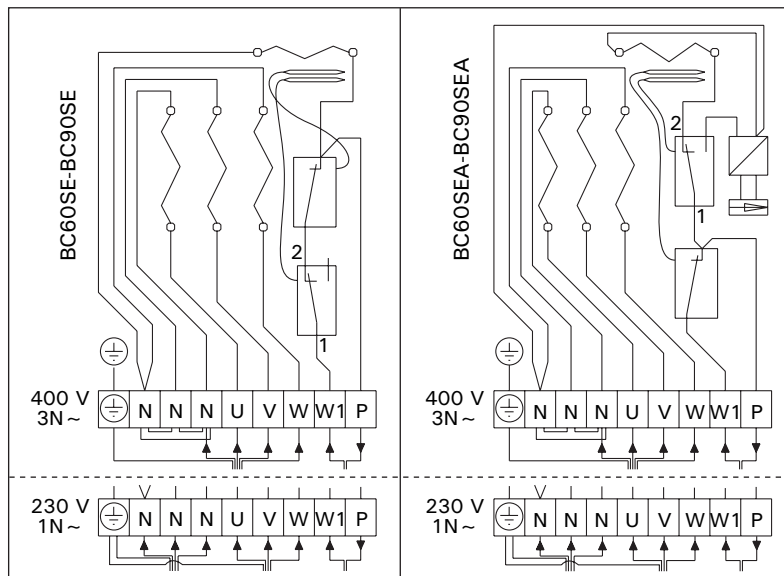 BC60SE-BC90SE
2
1
400 V
3N~
N N N U V W W1 P
230 V
1N~
N N N U V W W1 P
BC60SEA-BC90SEA
2
1
400 V
3N~
N N N U V W W1 P
230 V
1N~
N N N U V W W1 P